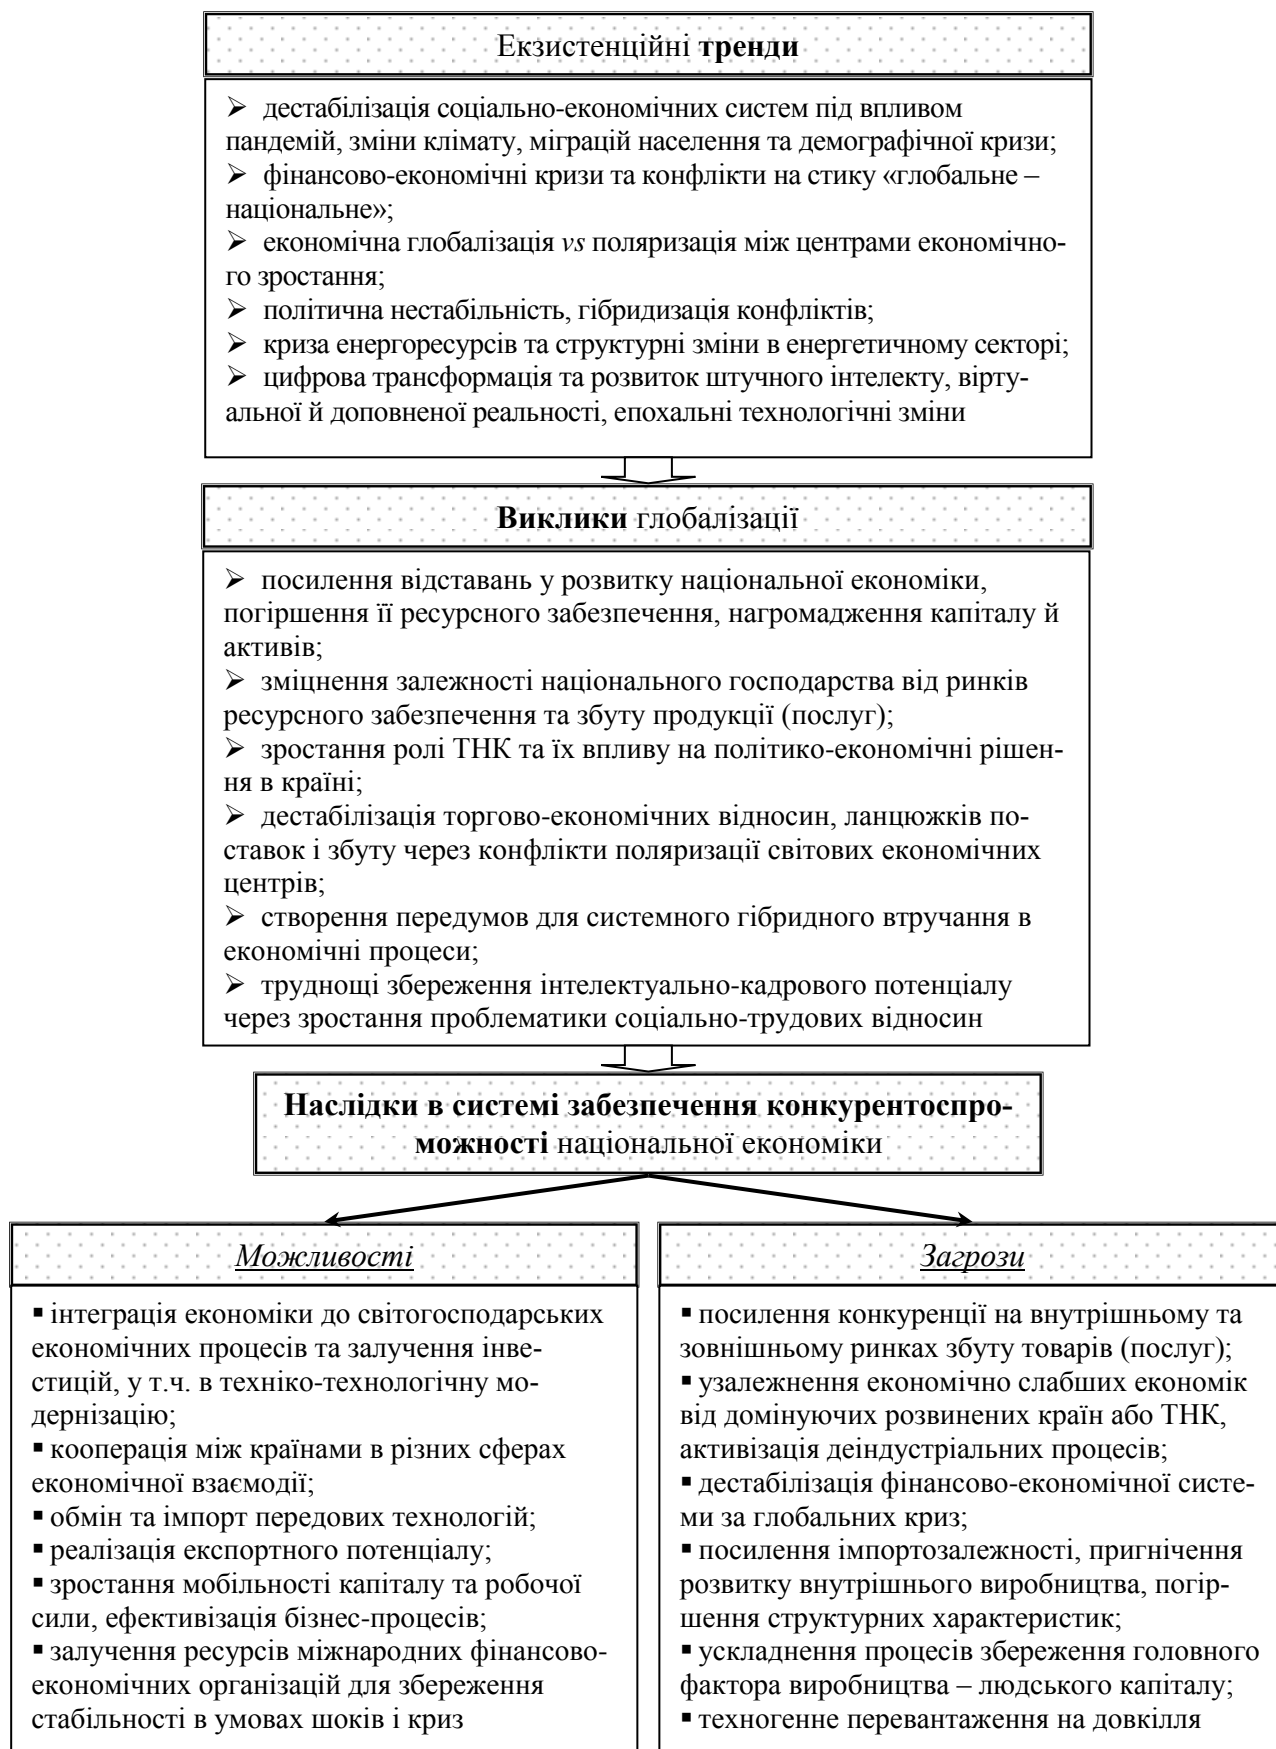 Екзистенційні тренди
➢ дестабілізація соціально-економічних систем під впливом
пандемій, зміни клімату, міграцій населення та демографічної кризи;
➢ фінансово-економічні кризи та конфлікти на стику «глобальне –
національне»;
➢ економічна глобалізація vs поляризація між центрами економічно-
го зростання;
➢ політична нестабільність, гібридизація конфліктів;
➢ криза енергоресурсів та структурні зміни в енергетичному секторі;
➢ цифрова трансформація та розвиток штучного інтелекту, вірту-
альної й доповненої реальності, епохальні технологічні зміни
Виклики глобалізації
➢ посилення відставань у розвитку національної економіки,
погіршення її ресурсного забезпечення, нагромадження капіталу й
активів;
➢ зміцнення залежності національного господарства від ринків
ресурсного забезпечення та збуту продукції (послуг);
➢ зростання ролі ТНК та їх впливу на політико-економічні рішен-
ня в країні;
➢ дестабілізація торгово-економічних відносин, ланцюжків по-
ставок і збуту через конфлікти поляризації світових економічних
центрів;
➢ створення передумов для системного гібридного втручання в
економічні процеси;
➢ труднощі збереження інтелектуально-кадрового потенціалу
через зростання проблематики соціально-трудових відносин
Наслідки в системі забезпечення конкурентоспро-
можності національної економіки
Можливості
▪ інтеграція економіки до світогосподарських
економічних процесів та залучення інве-
стицій, у т.ч. в техніко-технологічну мо-
дернізацію;
▪ кооперація між країнами в різних сферах
економічної взаємодії;
▪ обмін та імпорт передових технологій;
▪ реалізація експортного потенціалу;
▪ зростання мобільності капіталу та робочої
сили, ефективізація бізнес-процесів;
▪ залучення ресурсів міжнародних фінансово-
економічних організацій для збереження
стабільності в умовах шоків і криз
Загрози
▪ посилення конкуренції на внутрішньому та
зовнішньому ринках збуту товарів (послуг);
▪ узалежнення економічно слабших економік
від домінуючих розвинених країн або ТНК,
активізація деіндустріальних процесів;
▪ дестабілізація фінансово-економічної систе-
ми за глобальних криз;
▪ посилення імпортозалежності, пригнічення
розвитку внутрішнього виробництва, погір-
шення структурних характеристик;
▪ ускладнення процесів збереження головного
фактора виробництва – людського капіталу;
▪ техногенне перевантаження на довкілля